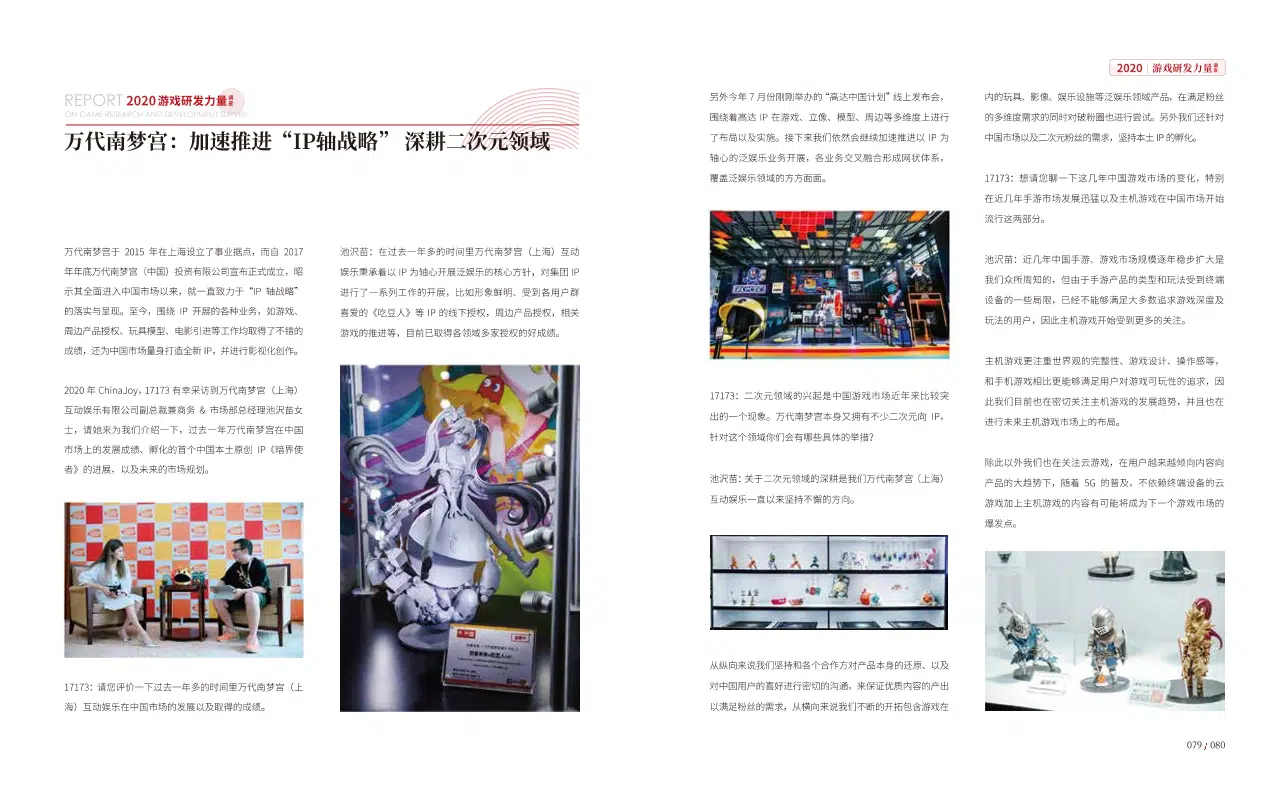 REPORT 2020游戏研发力量调查
ON GAME RESEARCH AND DEVELOPMENT SURVEY
万代南梦宫：加速推进“IP轴战略” 深耕二次元领域
万代南梦宫于 2015 年在上海设立了事业据点，而自 2017
年年底万代南梦宫（中国）投资有限公司宣布正式成立，昭
示其全面进入中国市场以来，就一直致力于“IP 轴战略”
的落实与呈现。至今，围绕 IP 开展的各种业务，如游戏、
周边产品授权、玩具模型、电影引进等工作均取得了不错的
成绩，还为中国市场量身打造全新 IP，并进行影视化创作。
2020 年 ChinaJoy，17173 有幸采访到万代南梦宫（上海）
互动娱乐有限公司副总裁兼商务 & 市场部总经理池沢苗女
士，请她来为我们介绍一下，过去一年万代南梦宫在中国
市场上的发展成绩、孵化的首个中国本土原创 IP《暗界使
者》的进展，以及未来的市场规划。
17173：请您评价一下过去一年多的时间里万代南梦宫（上
海）互动娱乐在中国市场的发展以及取得的成绩。
池沢苗：在过去一年多的时间里万代南梦宫（上海）互动
娱乐秉承着以 IP 为轴心开展泛娱乐的核心方针，对集团 IP
进行了一系列工作的开展，比如形象鲜明、受到各用户群
喜爱的《吃豆人》等 IP 的线下授权，周边产品授权，相关
游戏的推进等，目前已取得各领域多家授权的好成绩。
2020 游戏研发力量调查
另外今年 7 月份刚刚举办的“高达中国计划”线上发布会，
围绕着高达 IP 在游戏、立像、模型、周边等多维度上进行
了布局以及实施。接下来我们依然会继续加速推进以 IP 为
轴心的泛娱乐业务开展，各业务交叉融合形成网状体系，
覆盖泛娱乐领域的方方面面。
17173：二次元领域的兴起是中国游戏市场近年来比较突
出的一个现象。万代南梦宫本身又拥有不少二次元向 IP，
针对这个领域你们会有哪些具体的举措？
池沢苗：关于二次元领域的深耕是我们万代南梦宫（上海）
互动娱乐一直以来坚持不懈的方向。
从纵向来说我们坚持和各个合作方对产品本身的还原、以及
对中国用户的喜好进行密切的沟通，来保证优质内容的产出
以满足粉丝的需求，从横向来说我们不断的开拓包含游戏在
内的玩具、影像、娱乐设施等泛娱乐领域产品，在满足粉丝
的多维度需求的同时对破粉圈也进行尝试。另外我们还针对
中国市场以及二次元粉丝的需求，坚持本土 IP 的孵化。
17173：想请您聊一下这几年中国游戏市场的变化，特别
在近几年手游市场发展迅猛以及主机游戏在中国市场开始
流行这两部分。
池沢苗：近几年中国手游、游戏市场规模逐年稳步扩大是
我们众所周知的，但由于手游产品的类型和玩法受到终端
设备的一些局限，已经不能够满足大多数追求游戏深度及
玩法的用户，因此主机游戏开始受到更多的关注。
主机游戏更注重世界观的完整性、游戏设计、操作感等，
和手机游戏相比更能够满足用户对游戏可玩性的追求，因
此我们目前也在密切关注主机游戏的发展趋势，并且也在
进行未来主机游戏市场上的布局。
除此以外我们也在关注云游戏，在用户越来越倾向内容向
产品的大趋势下，随着 5G 的普及，不依赖终端设备的云
游戏加上主机游戏的内容有可能将成为下一个游戏市场的
爆发点。
079 / 080